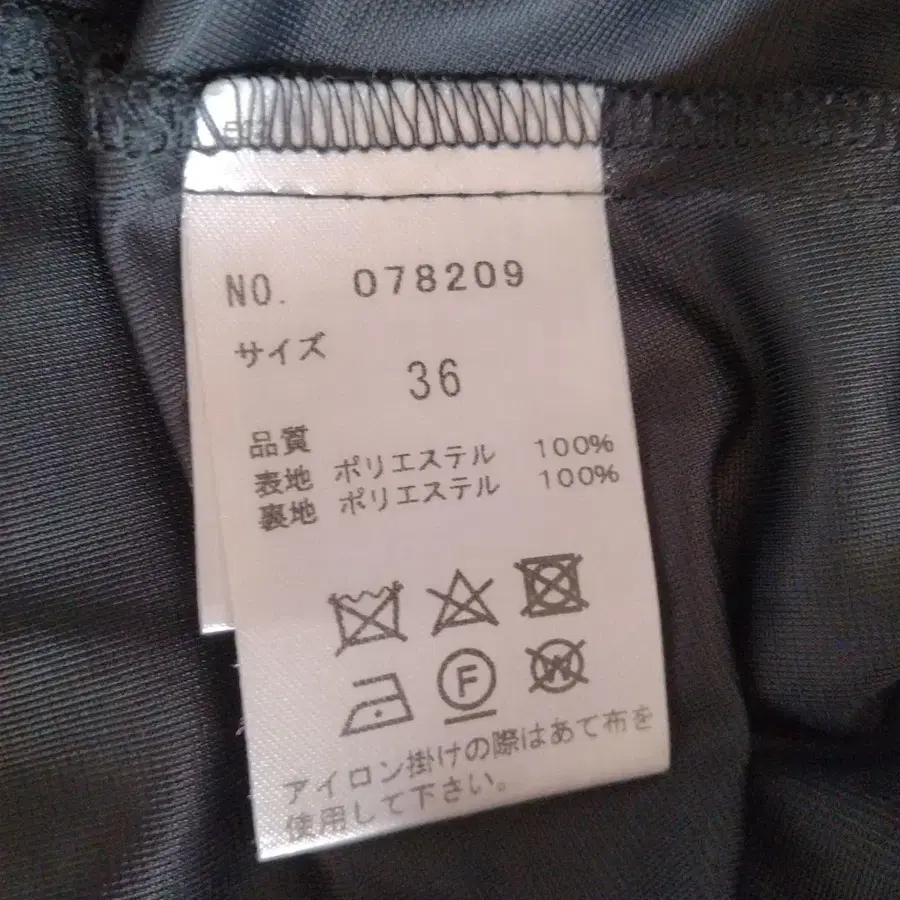 NO. 078209
サイズ
36
品質
表地 ポリエステル 100%
裏地 ポリエステル 100%
F
W
アイロン掛けの際はあて布を
使用して下さい。